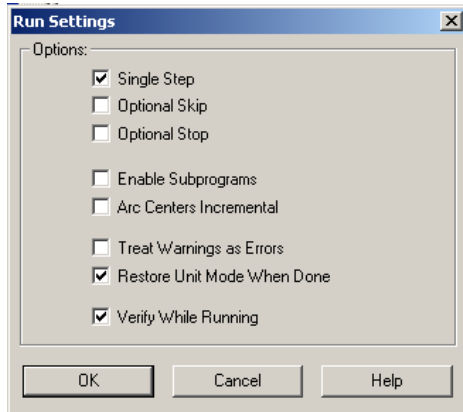 Run Settings
Options:
Single Step
Optional Skip
Optional Stop
Enable Subprograms
Arc Centers Incremental
Treat Warnings as Errors
Restore Unit Mode When Done
Verify While Running
OK Cancel Help